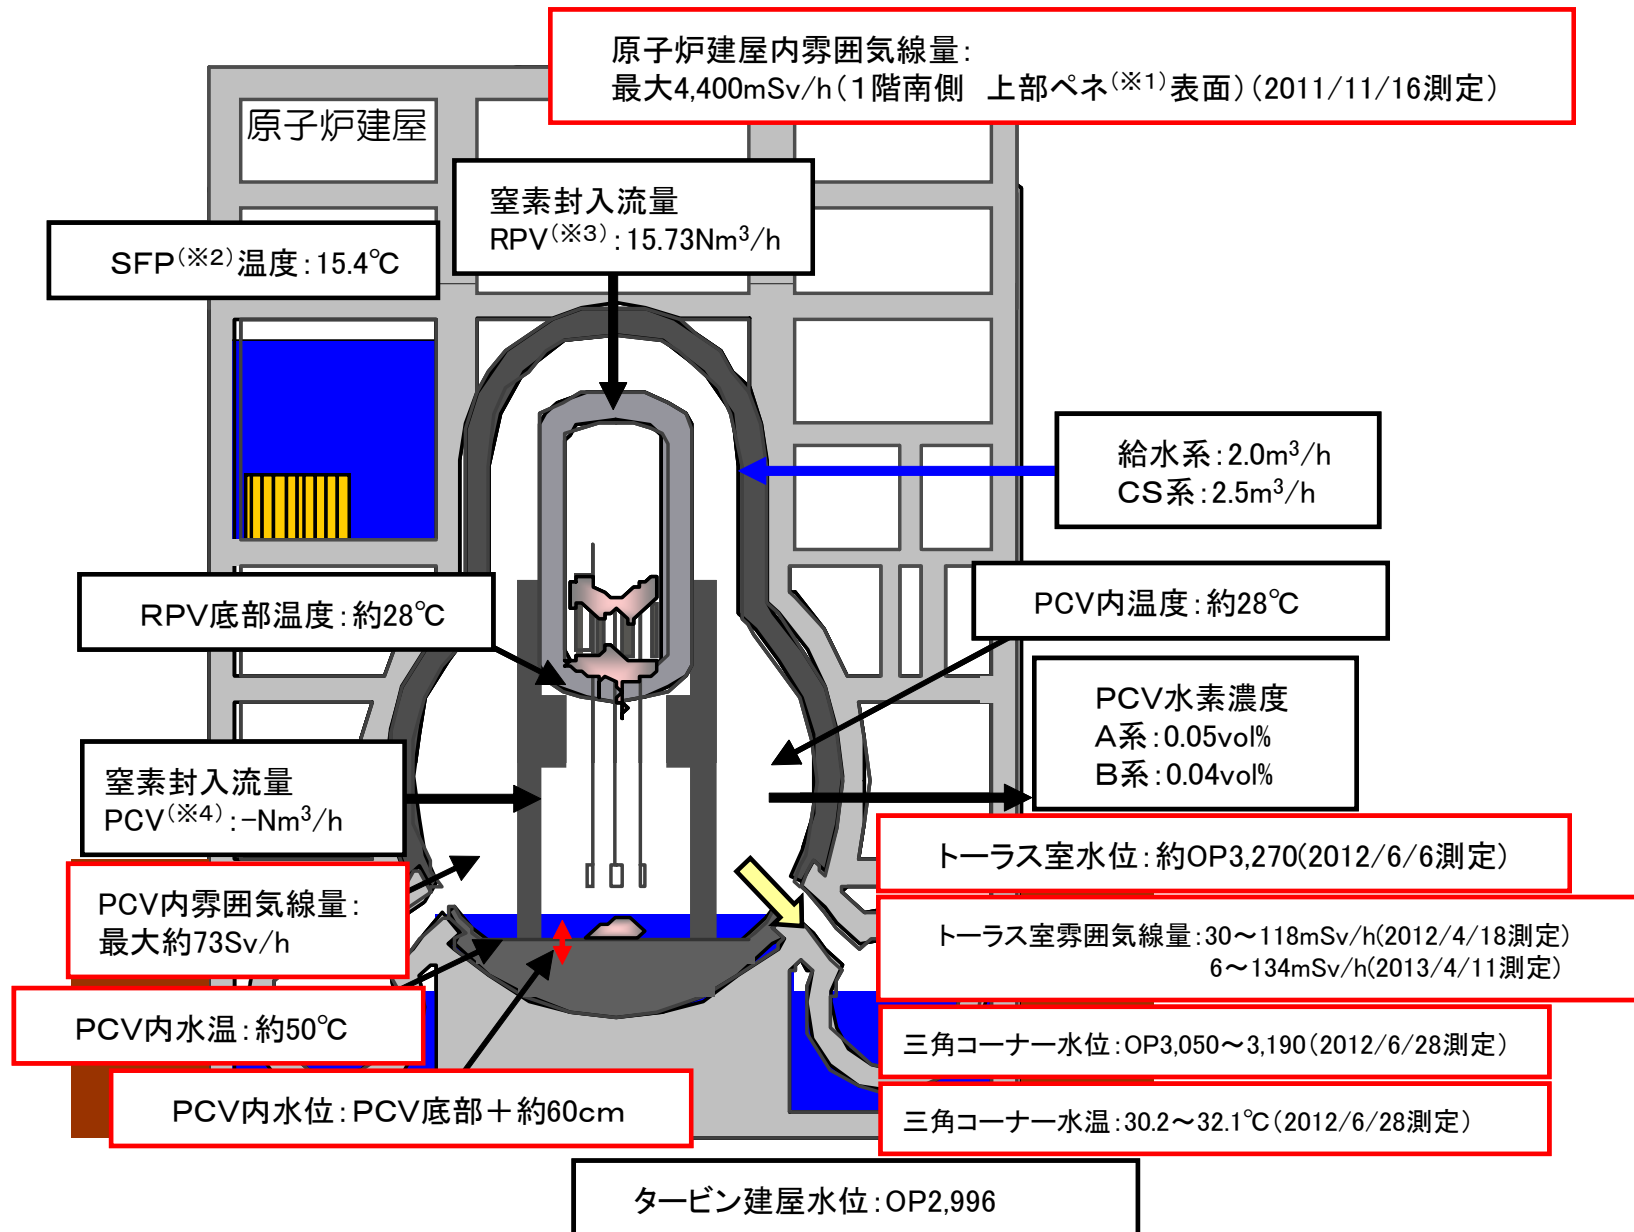 原子炉建屋内雰囲気線量：
最大4,400mSv/h（１階南側　上部ペネ(※1)表面）（2011/11/16測定）
原子炉建屋
窒素封入流量
RPV(※3)：15.73Nm³/h
SFP(※2)温度：15.4℃
給水系：2.0m³/h
CS系：2.5m³/h
RPV底部温度：約28℃
PCV内温度：約28℃
PCV水素濃度
A系：0.05vol%
B系：0.04vol%
窒素封入流量
PCV(※4)：-Nm³/h
トーラス室水位：約OP3,270(2012/6/6測定)
PCV内雰囲気線量：
最大約73Sv/h
トーラス室雰囲気線量：30～118mSv/h(2012/4/18測定)
6～134mSv/h(2013/4/11測定)
PCV内水温：約50℃
三角コーナー水位：OP3,050～3,190（2012/6/28測定）
PCV内水位：PCV底部＋約60cm
三角コーナー水温：30.2～32.1℃（2012/6/28測定）
タービン建屋水位：OP2,996